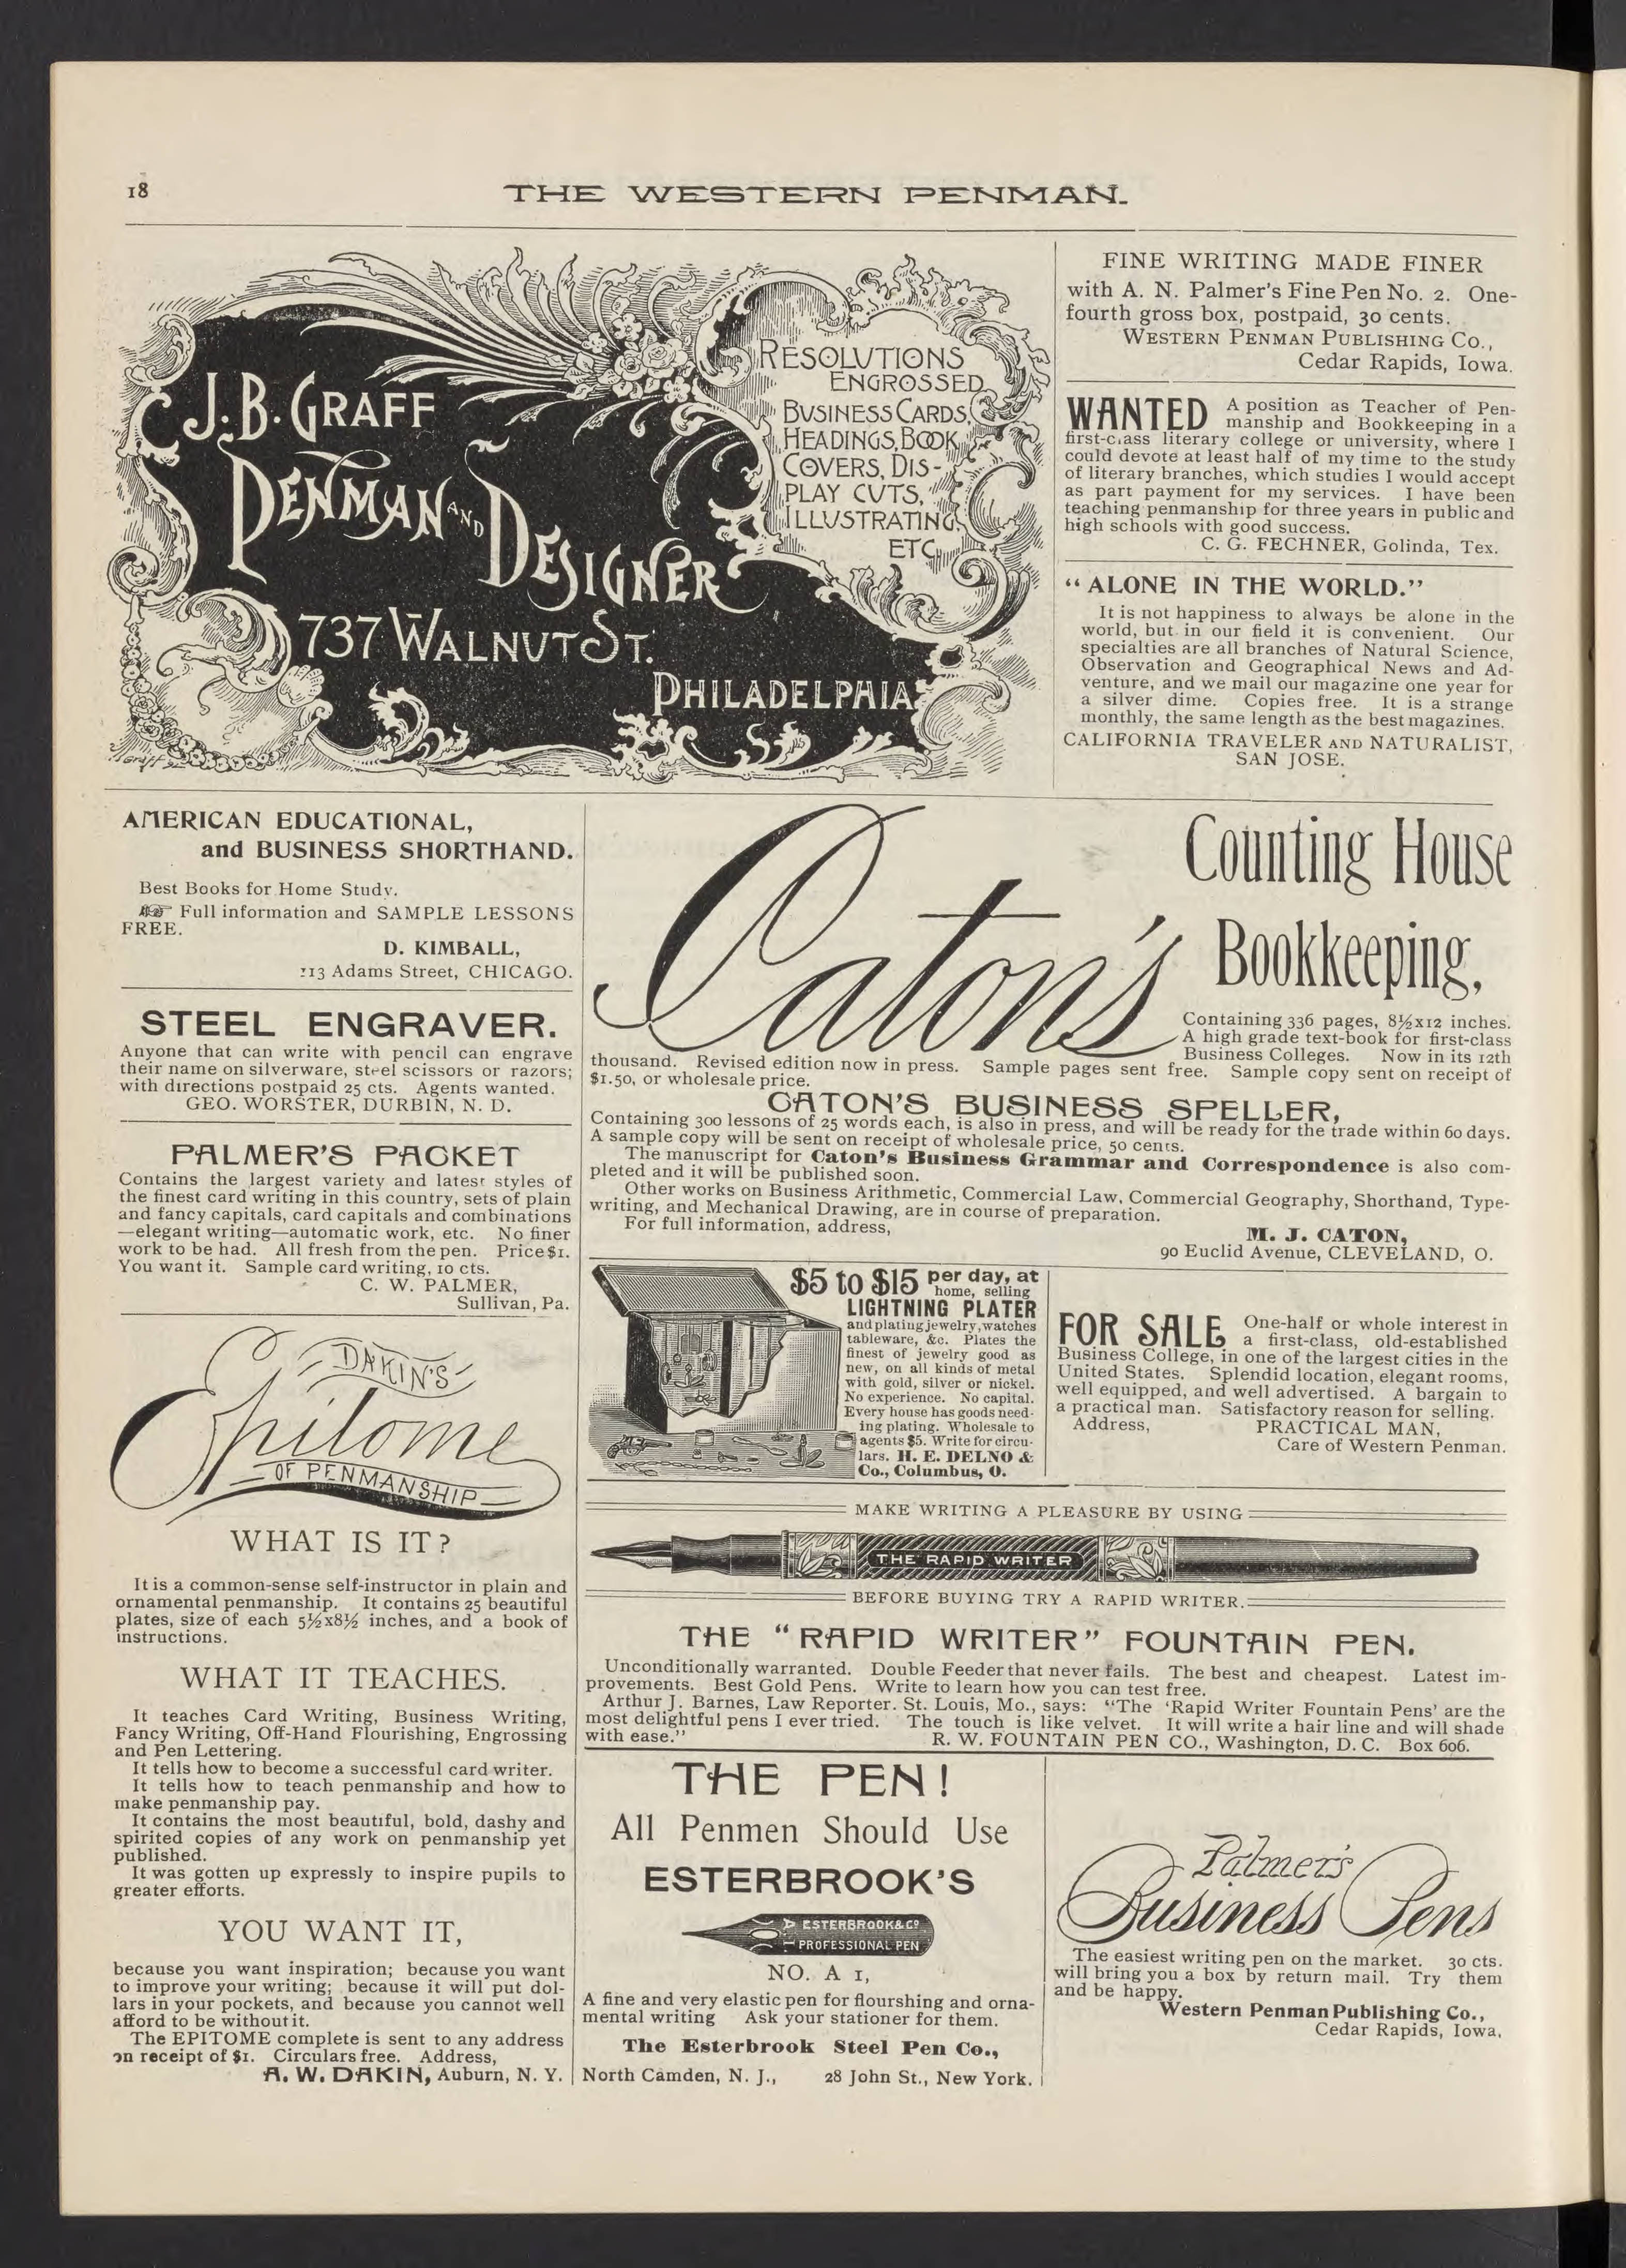 18
THE WESTERN PENMAN.
J. B. GRAFF
PENMAN AND DESIGNER
737 WALNUT ST.
PHILADELPHIA
RESOLUTIONS
ENGROSSED,
BUSINESS CARDS,
HEADINGS, BOOK
COVERS, DIS-
PLAY CUTS,
ILLUSTRATING,
ETC.
Graff
FINE WRITING MADE FINER
with A. N. Palmer's Fine Pen No. 2. One-
fourth gross box, postpaid, 30 cents.
WESTERN PENMAN PUBLISHING CO.,
Cedar Rapids, Iowa.
WANTED A position as Teacher of Pen-
manship and Bookkeeping in a
first-class literary college or university, where I
could devote at least half of my time to the study
of literary branches, which studies I would accept
as part payment for my services. I have been
teaching penmanship for three years in public and
high schools with good success.
C. G. FECHNER, Golinda, Tex.
“ALONE IN THE WORLD.”
It is not happiness to always be alone in the
world, but in our field it is convenient. Our
specialties are all branches of Natural Science,
Observation and Geographical News and Ad-
venture, and we mail our magazine one year for
a silver dime. Copies free. It is a strange
monthly, the same length as the best magazines.
CALIFORNIA TRAVELER AND NATURALIST,
SAN JOSE.
AMERICAN EDUCATIONAL,
and BUSINESS SHORTHAND.
Best Books for Home Study.
Full information and SAMPLE LESSONS
FREE.
D. KIMBALL,
113 Adams Street, CHICAGO.
STEEL ENGRAVER.
Anyone that can write with pencil can engrave
their name on silverware, steel scissors or razors;
with directions postpaid 25 cts. Agents wanted.
GEO. WORSTER, DURBIN, N. D.
PALMER'S PACKET
Contains the largest variety and latest styles of
the finest card writing in this country, sets of plain
and fancy capitals, card capitals and combinations
—elegant writing—automatic work, etc. No finer
work to be had. All fresh from the pen. Price $1.
You want it. Sample card writing, 10 cts.
C. W. PALMER,
Sullivan, Pa.
DAKIN'S
Epitome
OF PENMANSHIP
WHAT IS IT?
It is a common-sense self-instructor in plain and
ornamental penmanship. It contains 25 beautiful
plates, size of each 5½x8½ inches, and a book of
instructions.
WHAT IT TEACHES.
It teaches Card Writing, Business Writing,
Fancy Writing, Off-Hand Flourishing, Engrossing
and Pen Lettering.
It tells how to become a successful card writer.
It tells how to teach penmanship and how to
make penmanship pay.
It contains the most beautiful, bold, dashy and
spirited copies of any work on penmanship yet
published.
It was gotten up expressly to inspire pupils to
greater efforts.
YOU WANT IT,
because you want inspiration; because you want
to improve your writing; because it will put dol-
lars in your pockets, and because you cannot well
afford to be without it.
The EPITOME complete is sent to any address
on receipt of $1. Circulars free. Address,
A. W. DAKIN, Auburn, N. Y.
Caton's
Counting House
Bookkeeping,
Containing 336 pages, 8½x12 inches.
A high grade text-book for first-class
Business Colleges. Now in its 12th
thousand. Revised edition now in press. Sample pages sent free. Sample copy sent on receipt of
$1.50, or wholesale price.
CATON'S BUSINESS SPELLER,
Containing 300 lessons of 25 words each, is also in press, and will be ready for the trade within 60 days.
A sample copy will be sent on receipt of wholesale price, 50 cents.
The manuscript for Caton's Business Grammar and Correspondence is also com-
pleted and it will be published soon.
Other works on Business Arithmetic, Commercial Law, Commercial Geography, Shorthand, Type-
writing, and Mechanical Drawing, are in course of preparation.
For full information, address,
M. J. CATON,
90 Euclid Avenue, CLEVELAND, O.
$5 to $15 per day, at
home, selling
LIGHTNING PLATER
and plating jewelry, watches
tableware, &c. Plates the
finest of jewelry good as
new, on all kinds of metal
with gold, silver or nickel.
No experience. No capital.
Every house has goods need-
ing plating. Wholesale to
agents $5. Write for circu-
lars. H. E. DELNO &
Co., Columbus, O.
FOR SALE One-half or whole interest in
a first-class, old-established
Business College, in one of the largest cities in the
United States. Splendid location, elegant rooms,
well equipped, and well advertised. A bargain to
a practical man. Satisfactory reason for selling.
Address, PRACTICAL MAN,
Care of Western Penman.
MAKE WRITING A PLEASURE BY USING
THE RAPID WRITER
BEFORE BUYING TRY A RAPID WRITER.
THE “RAPID WRITER” FOUNTAIN PEN.
Unconditionally warranted. Double Feeder that never fails. The best and cheapest. Latest im-
provements. Best Gold Pens. Write to learn how you can test free.
Arthur J. Barnes, Law Reporter. St. Louis, Mo., says: “The ‘Rapid Writer Fountain Pens’ are the
most delightful pens I ever tried. The touch is like velvet. It will write a hair line and will shade
with ease.” R. W. FOUNTAIN PEN CO., Washington, D. C. Box 606.
THE PEN!
All Penmen Should Use
ESTERBROOK'S
A 1 ESTERBROOK & CO
PROFESSIONAL PEN
NO. A 1,
A fine and very elastic pen for flourshing and orna-
mental writing Ask your stationer for them.
The Esterbrook Steel Pen Co.,
North Camden, N. J., 28 John St., New York.
Palmer's
Business Pens
The easiest writing pen on the market. 30 cts.
will bring you a box by return mail. Try them
and be happy.
Western Penman Publishing Co.,
Cedar Rapids, Iowa.